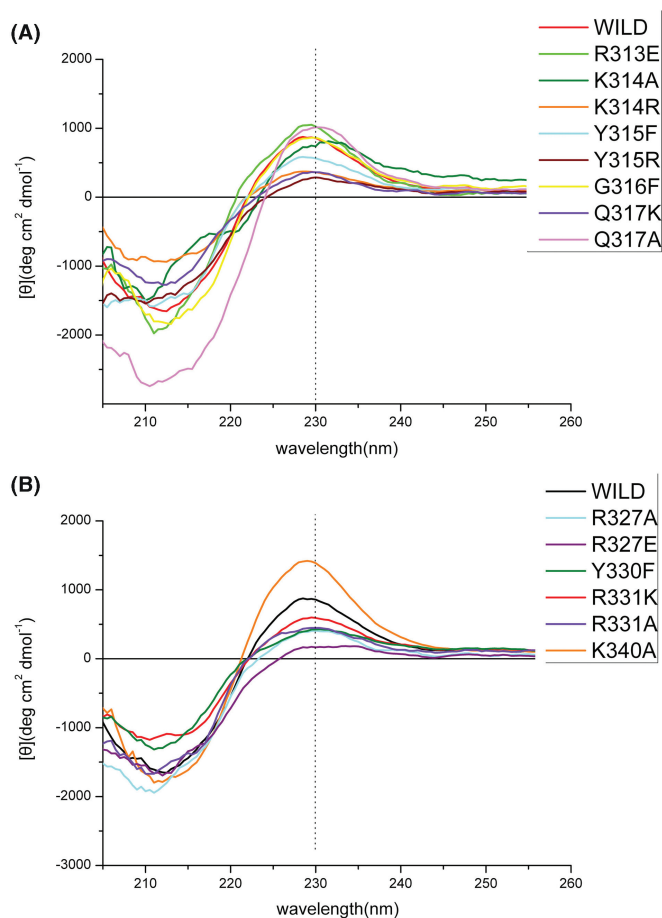 (A)
2000
1000
0
-1000
-2000
[θ](deg cm² dmol⁻¹)
210
220
230
240
250
260
wavelength(nm)
WILD
R313E
K314A
K314R
Y315F
Y315R
G316F
Q317K
Q317A
(B)
2000
1000
0
-1000
-2000
-3000
[θ](deg cm² dmol⁻¹)
210
220
230
240
250
260
wavelength(nm)
WILD
R327A
R327E
Y330F
R331K
R331A
K340A